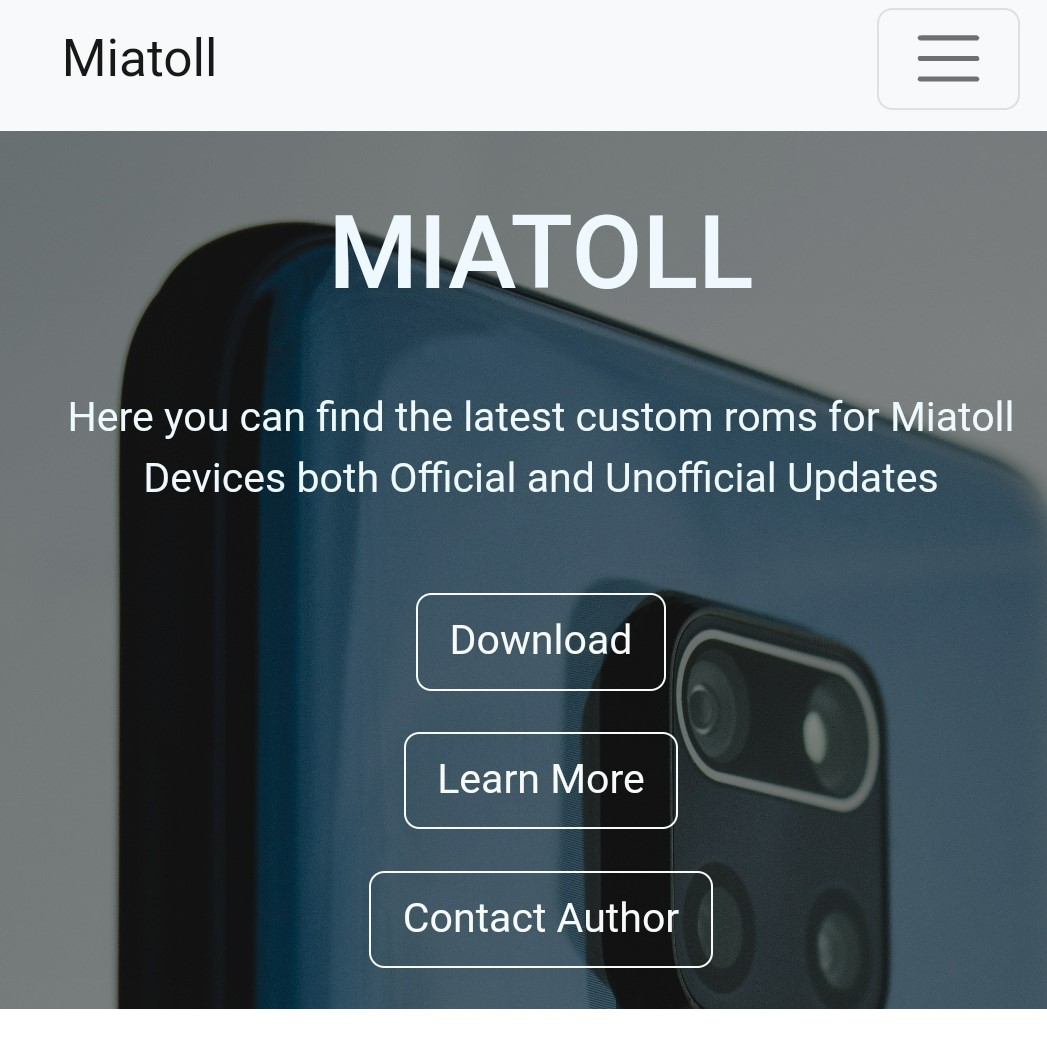 Miatoll
MIATOLL
Here you can find the latest custom roms for Miatoll
Devices both Official and Unofficial Updates
Download
Learn More
Contact Author